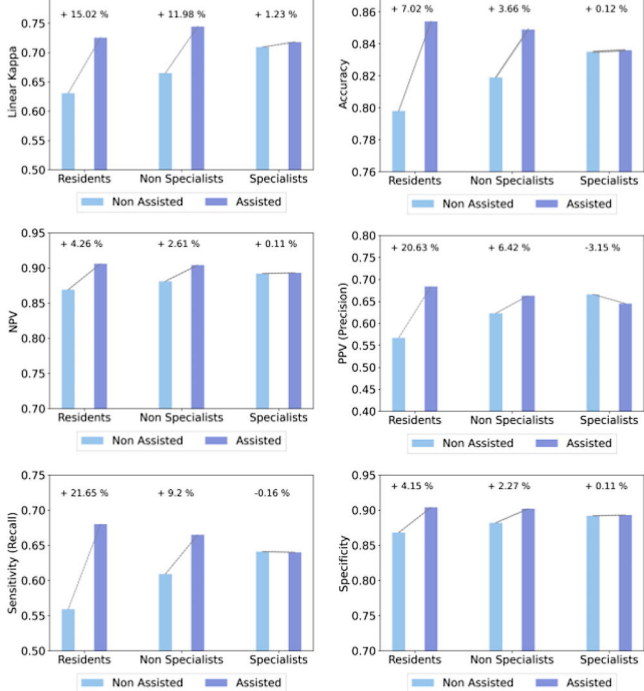 + 15.02 %
+ 11.98 %
+ 1.23 %
Linear Kappa
0.75
0.70
0.65
0.60
0.55
0.50
Residents
Non Specialists
Specialists
Non Assisted
Assisted
+ 7.02 %
+ 3.66 %
+ 0.12 %
Accuracy
0.84
0.82
0.80
0.78
0.76
Residents
Non Specialists
Specialists
Non Assisted
Assisted
+ 4.26 %
+ 2.61 %
+ 0.11 %
NPV
0.95
0.90
0.85
0.80
0.75
0.70
Residents
Non Specialists
Specialists
Non Assisted
Assisted
+ 20.63 %
+ 6.42 %
-3.15 %
PPV (Precision)
0.80
0.75
0.70
0.65
0.60
0.55
0.50
0.45
0.40
Residents
Non Specialists
Specialists
Non Assisted
Assisted
+ 21.65 %
+ 9.2 %
-0.16 %
Sensitivity (Recall)
0.75
0.70
0.65
0.60
0.55
0.50
Residents
Non Specialists
Specialists
Non Assisted
Assisted
+ 4.15 %
+ 2.27 %
+ 0.11 %
Specificity
0.95
0.90
0.85
0.80
0.75
0.70
Residents
Non Specialists
Specialists
Non Assisted
Assisted